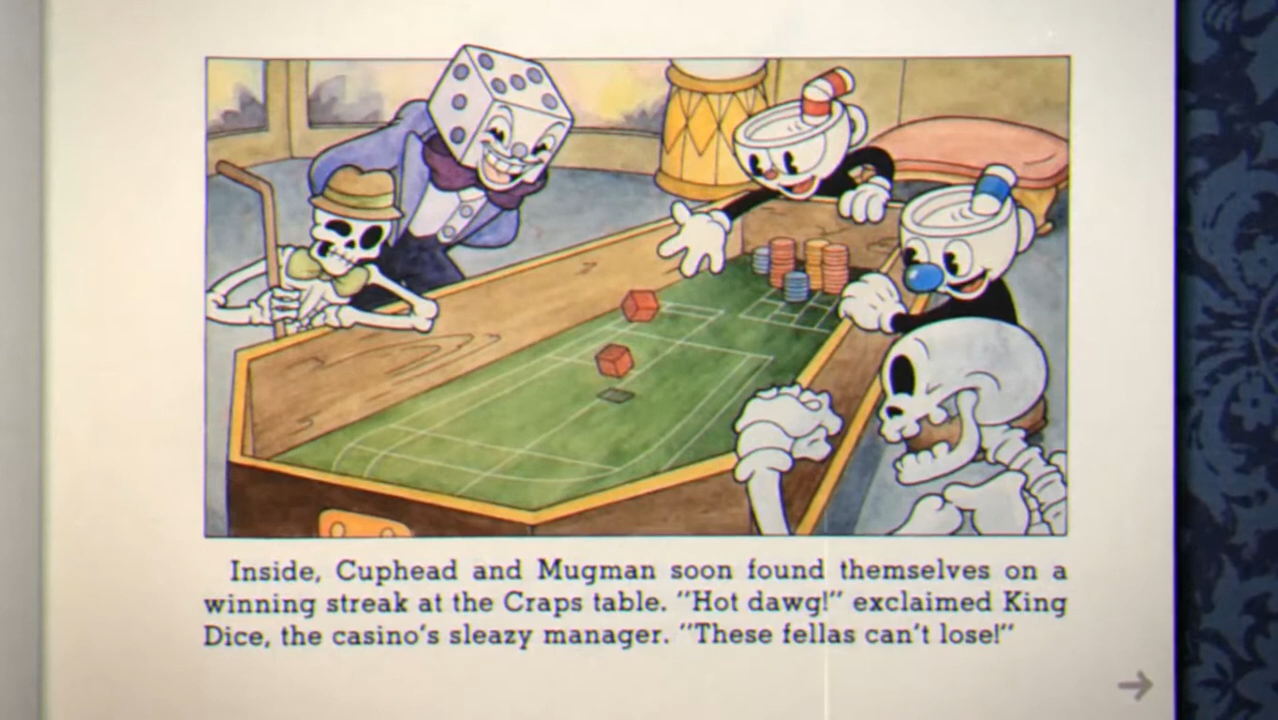 Inside, Cuphead and Mugman soon found themselves on a
winning streak at the Craps table. "Hot dawg!" exclaimed King
Dice, the casino's sleazy manager. "These fellas can't lose!"